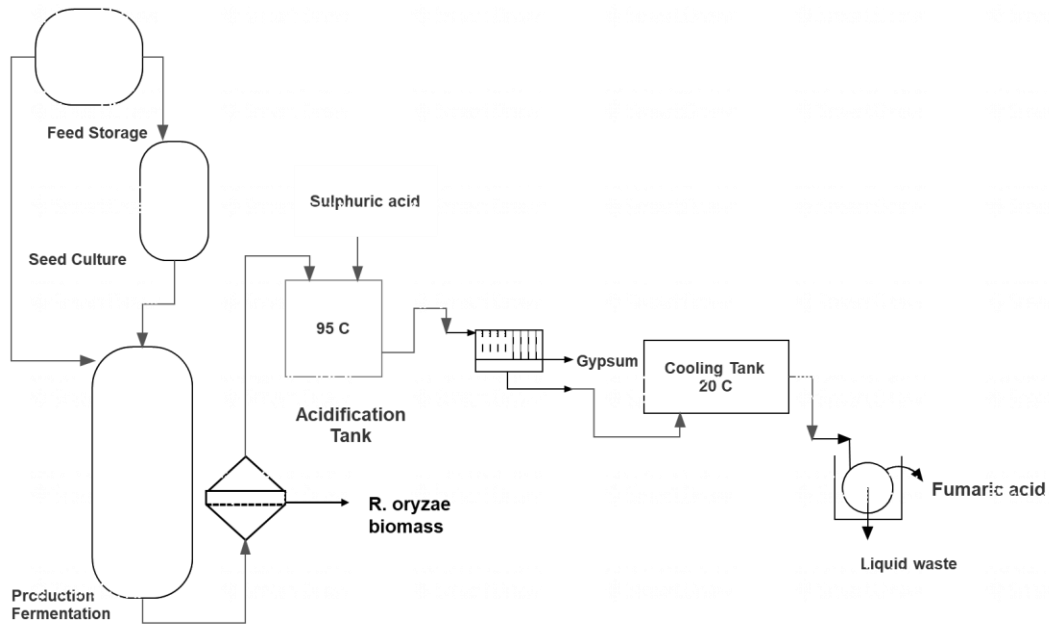 Feed Storage
Sulphuric acid
Seed Culture
95 C
Gypsum
Cooling Tank
20 C
Acidification
Tank
R. oryzae
biomass
Fumaric acid
Liquid waste
Production
Fermentation